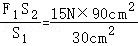 F₁S₂/S₁ = 15N×90cm²/30cm²